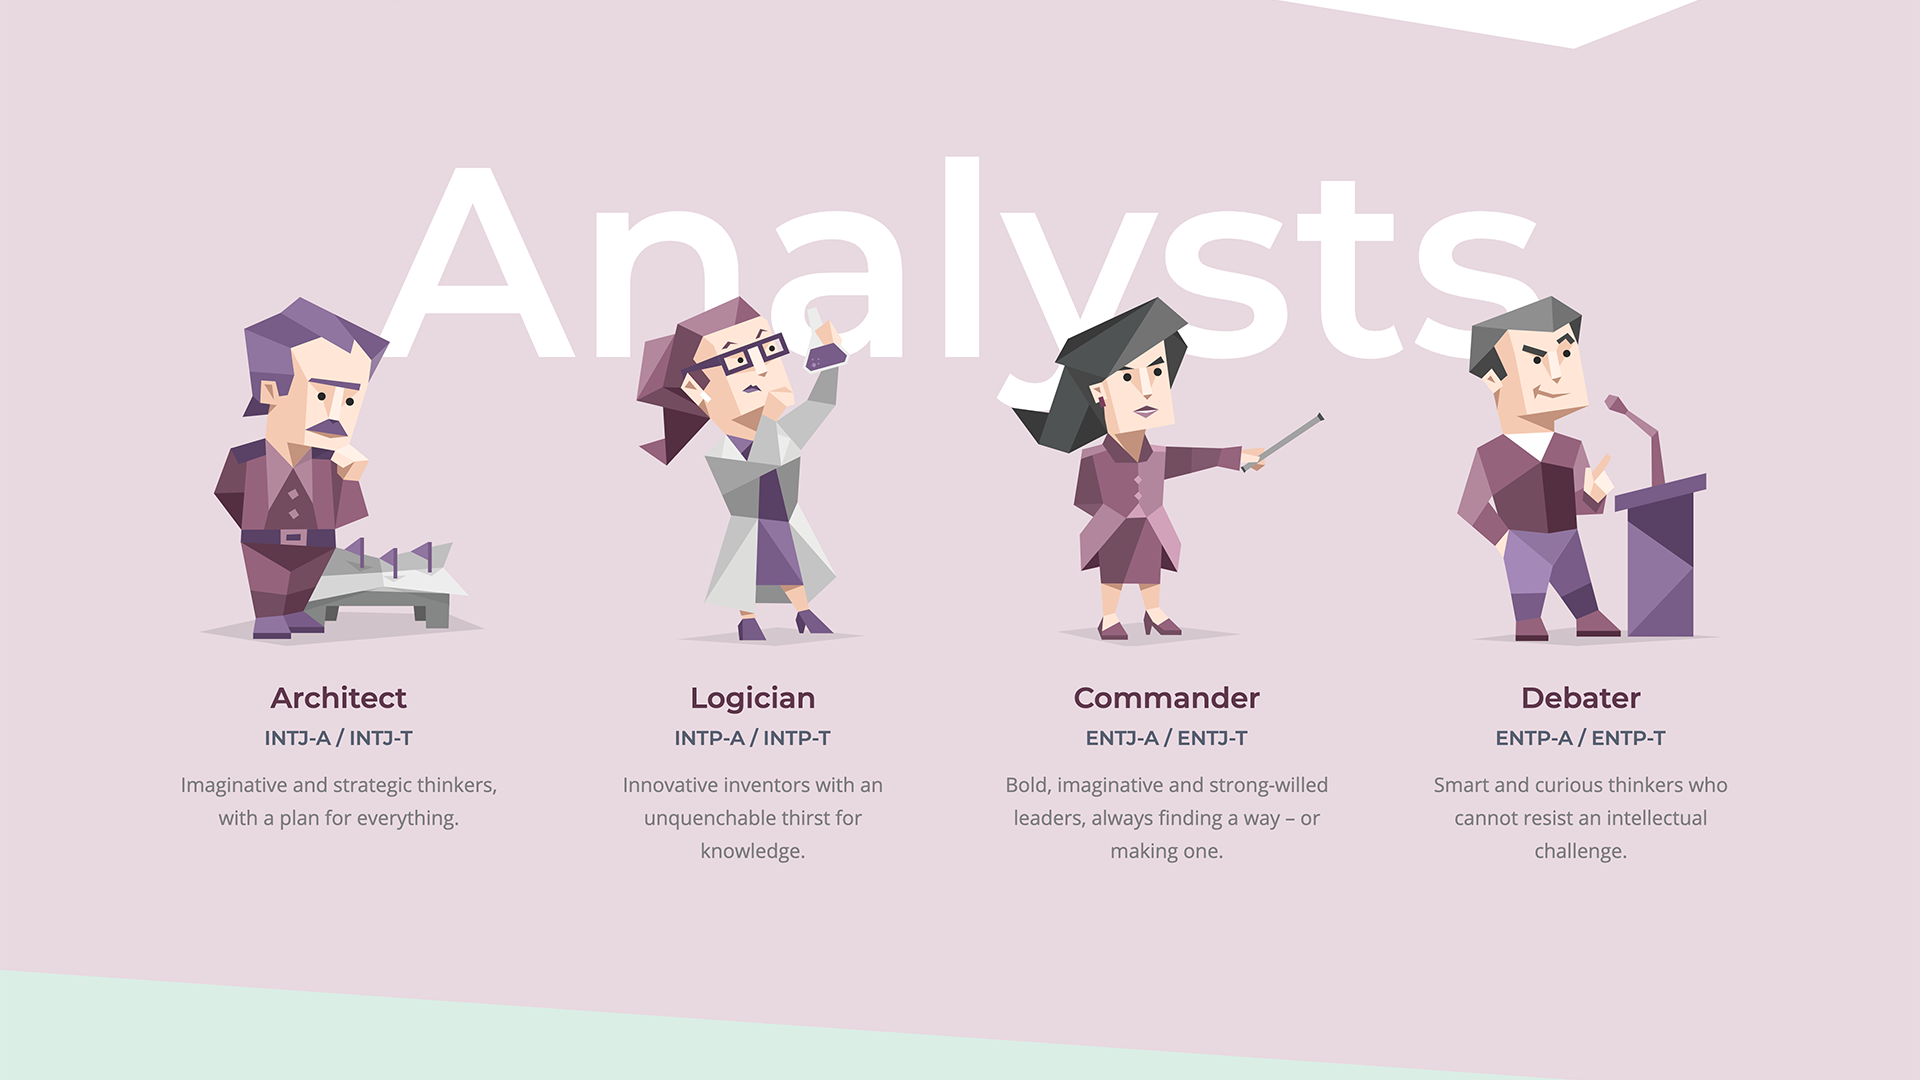 Analysts
Architect
INTJ-A / INTJ-T
Imaginative and strategic thinkers,
with a plan for everything.
Logician
INTP-A / INTP-T
Innovative inventors with an
unquenchable thirst for
knowledge.
Commander
ENTJ-A / ENTJ-T
Bold, imaginative and strong-willed
leaders, always finding a way – or
making one.
Debater
ENTP-A / ENTP-T
Smart and curious thinkers who
cannot resist an intellectual
challenge.